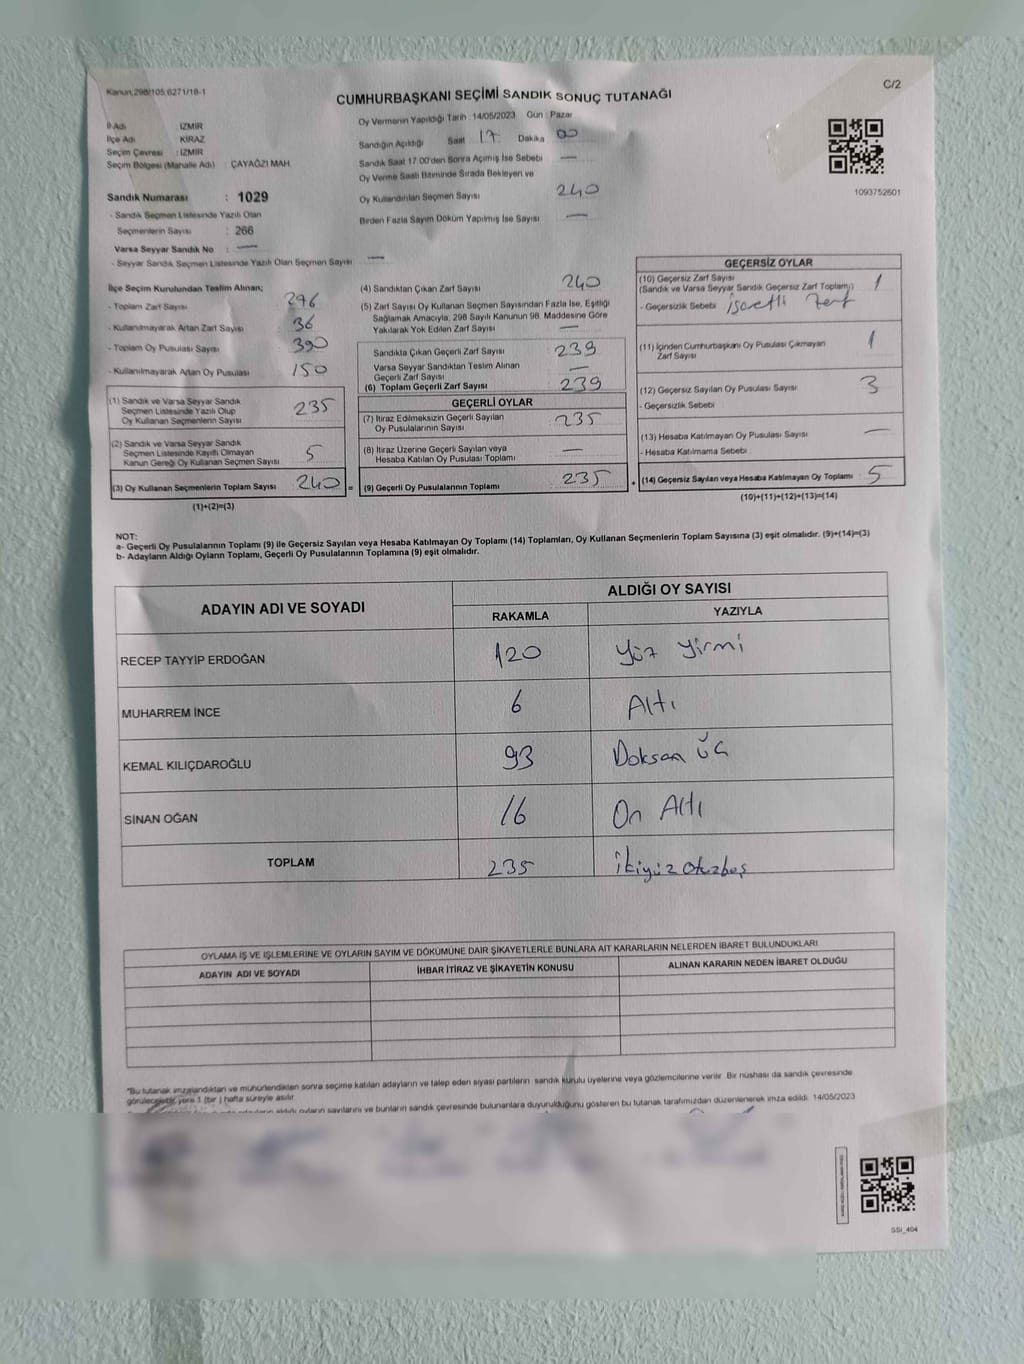 Kanun,298/105,6271/18-1
C/2
CUMHURBAŞKANI SEÇİMİ SANDIK SONUÇ TUTANAĞI
İl Adı : İZMİR
İlçe Adı : KİRAZ
Seçim Çevresi : İZMİR
Seçim Bölgesi (Mahalle Adı) ÇAYAĞZI MAH.
Oy Vermenin Yapıldığı Tarih : 14/05/2023 Gün : Pazar
Sandığın Açıldığı Saat : 17 Dakika : 00
Sandık Saat 17.00'den Sonra Açımış İse Sebebi —
Oy Verme Saati Bitiminde Sırada Bekleyen ve
Oy Kullandırılan Seçmen Sayısı 240
Birden Fazla Sayım Döküm Yapılmış İse Sayısı —
1093752601
Sandık Numarası : 1029
- Sandık Seçmen Listesinde Yazılı Olan
Seçmenlerin Sayısı : 266
Varsa Seyyar Sandık No : —
- Seyyar Sandık Seçmen Listesinde Yazılı Olan Seçmen Sayısı —
İlçe Seçim Kurulundan Teslim Alınan;
- Toplam Zarf Sayısı 276
- Kullanılmayarak Artan Zarf Sayısı 36
- Toplam Oy Pusulası Sayısı 390
- Kullanılmayarak Artan Oy Pusulası 150
(1) Sandık ve Varsa Seyyar Sandık
Seçmen Listesinde Yazılı Olup
Oy Kullanan Seçmenlerin Sayısı 235
(2) Sandık ve Varsa Seyyar Sandık
Seçmen Listesinde Kayıtlı Olmayan
Kanun Gereği Oy Kullanan Seçmen Sayısı 5
(3) Oy Kullanan Seçmenlerin Toplam Sayısı 240 =
(1)+(2)=(3)
(4) Sandıktan Çıkan Zarf Sayısı 240
(5) Zarf Sayısı Oy Kullanan Seçmen Sayısından Fazla İse, Eşitliği
Sağlamak Amacıyla, 298 Sayılı Kanunun 98. Maddesine Göre
Yakılarak Yok Edilen Zarf Sayısı —
Sandıkta Çıkan Geçerli Zarf Sayısı 239
Varsa Seyyar Sandıktan Teslim Alınan
Geçerli Zarf Sayısı —
(6) Toplam Geçerli Zarf Sayısı 239
GEÇERLİ OYLAR
(7) İtiraz Edilmeksizin Geçerli Sayılan
Oy Pusulalarının Sayısı 235
(8) İtiraz Üzerine Geçerli Sayılan veya
Hesaba Katılan Oy Pusulası Toplamı —
(9) Geçerli Oy Pusulalarının Toplamı 235 +
GEÇERSİZ OYLAR
(10) Geçersiz Zarf Sayısı
(Sandık ve Varsa Seyyar Sandık Geçersiz Zarf Toplamı) 1
- Geçersizlik Sebebi : işaretli zarf
(11) İçinden Cumhurbaşkanı Oy Pusulası Çıkmayan
Zarf Sayısı 1
(12) Geçersiz Sayılan Oy Pusulası Sayısı 3
- Geçersizlik Sebebi :
(13) Hesaba Katılmayan Oy Pusulası Sayısı —
- Hesaba Katılmama Sebebi :
(14) Geçersiz Sayılan veya Hesaba Katılmayan Oy Toplamı : 5
(10)+(11)+(12)+(13)=(14)
NOT:
a- Geçerli Oy Pusulalarının Toplamı (9) ile Geçersiz Sayılan veya Hesaba Katılmayan Oy Toplamı (14) Toplamları, Oy Kullanan Seçmenlerin Toplam Sayısına (3) eşit olmalıdır. (9)+(14)=(3)
b- Adayların Aldığı Oyların Toplamı, Geçerli Oy Pusulalarının Toplamına (9) eşit olmalıdır.
ADAYIN ADI VE SOYADI
ALDIĞI OY SAYISI
RAKAMLA YAZIYLA
RECEP TAYYİP ERDOĞAN 120 Yüz yirmi
MUHARREM İNCE 6 Altı
KEMAL KILIÇDAROĞLU 93 Doksan üç
SİNAN OĞAN 16 On Altı
TOPLAM 235 İkiyüz otuzbeş
OYLAMA İŞ VE İŞLEMLERİNE VE OYLARIN SAYIM VE DÖKÜMÜNE DAİR ŞİKAYETLERLE BUNLARA AİT KARARLARIN NELERDEN İBARET BULUNDUKLARI
ADAYIN ADI VE SOYADI İHBAR İTİRAZ VE ŞİKAYETİN KONUSU ALINAN KARARIN NEDEN İBARET OLDUĞU
"Bu tutanak imzalandıktan ve mühürlendikten sonra seçime katılan adayların ve talep eden siyasi partilerin sandık kurulu üyelerine veya gözlemcilerine verilir. Bir nüshası da sandık çevresinde
görülecek bir yere 1 (bir ) hafta süreyle asılır.
aldığı oyların sayılarını ve bunların sandık çevresinde bulunanlara duyurulduğunu gösteren bu tutanak tarafımızdan düzenlenerek imza edildi. 14/05/2023
GSI_404